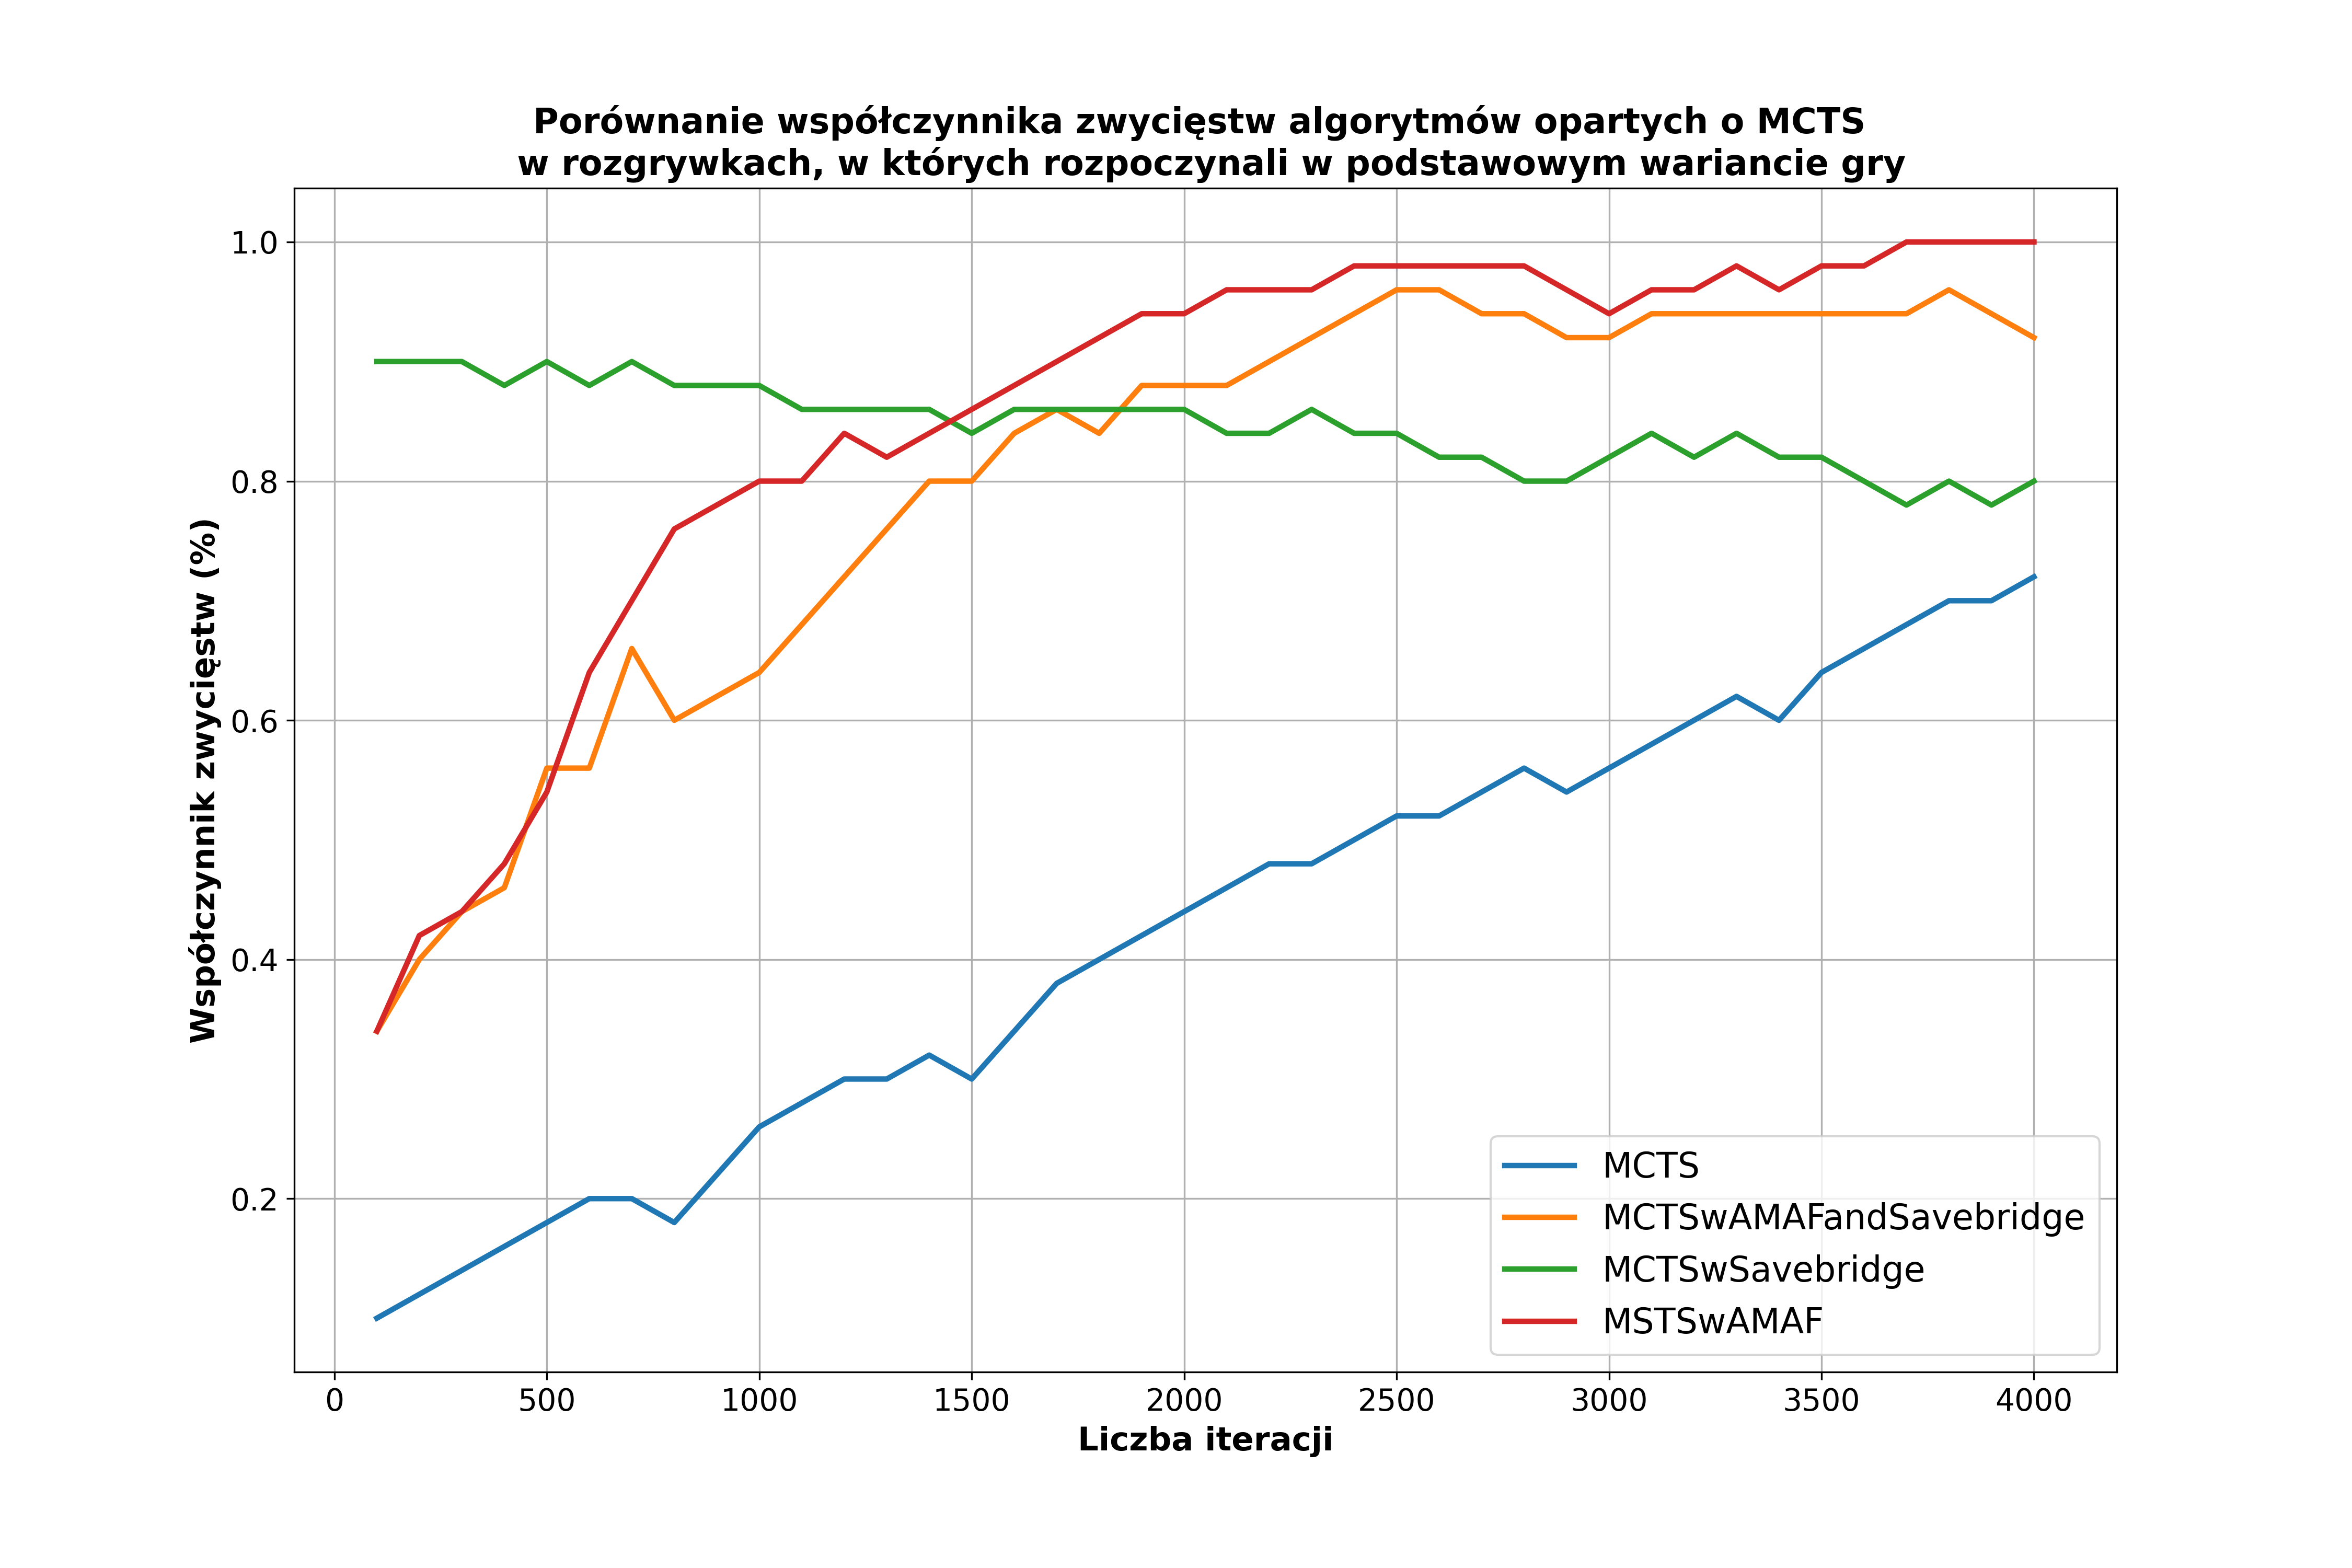 Porównanie współczynnika zwycięstw algorytmów opartych o MCTS
w rozgrywkach, w których rozpoczynali w podstawowym wariancie gry
Współczynnik zwycięstw (%)
1.0
0.8
0.6
0.4
0.2
MCTS
MCTSwAMAFandSavebridge
MCTSwSavebridge
MSTSwAMAF
0 500 1000 1500 2000 2500 3000 3500 4000
Liczba iteracji